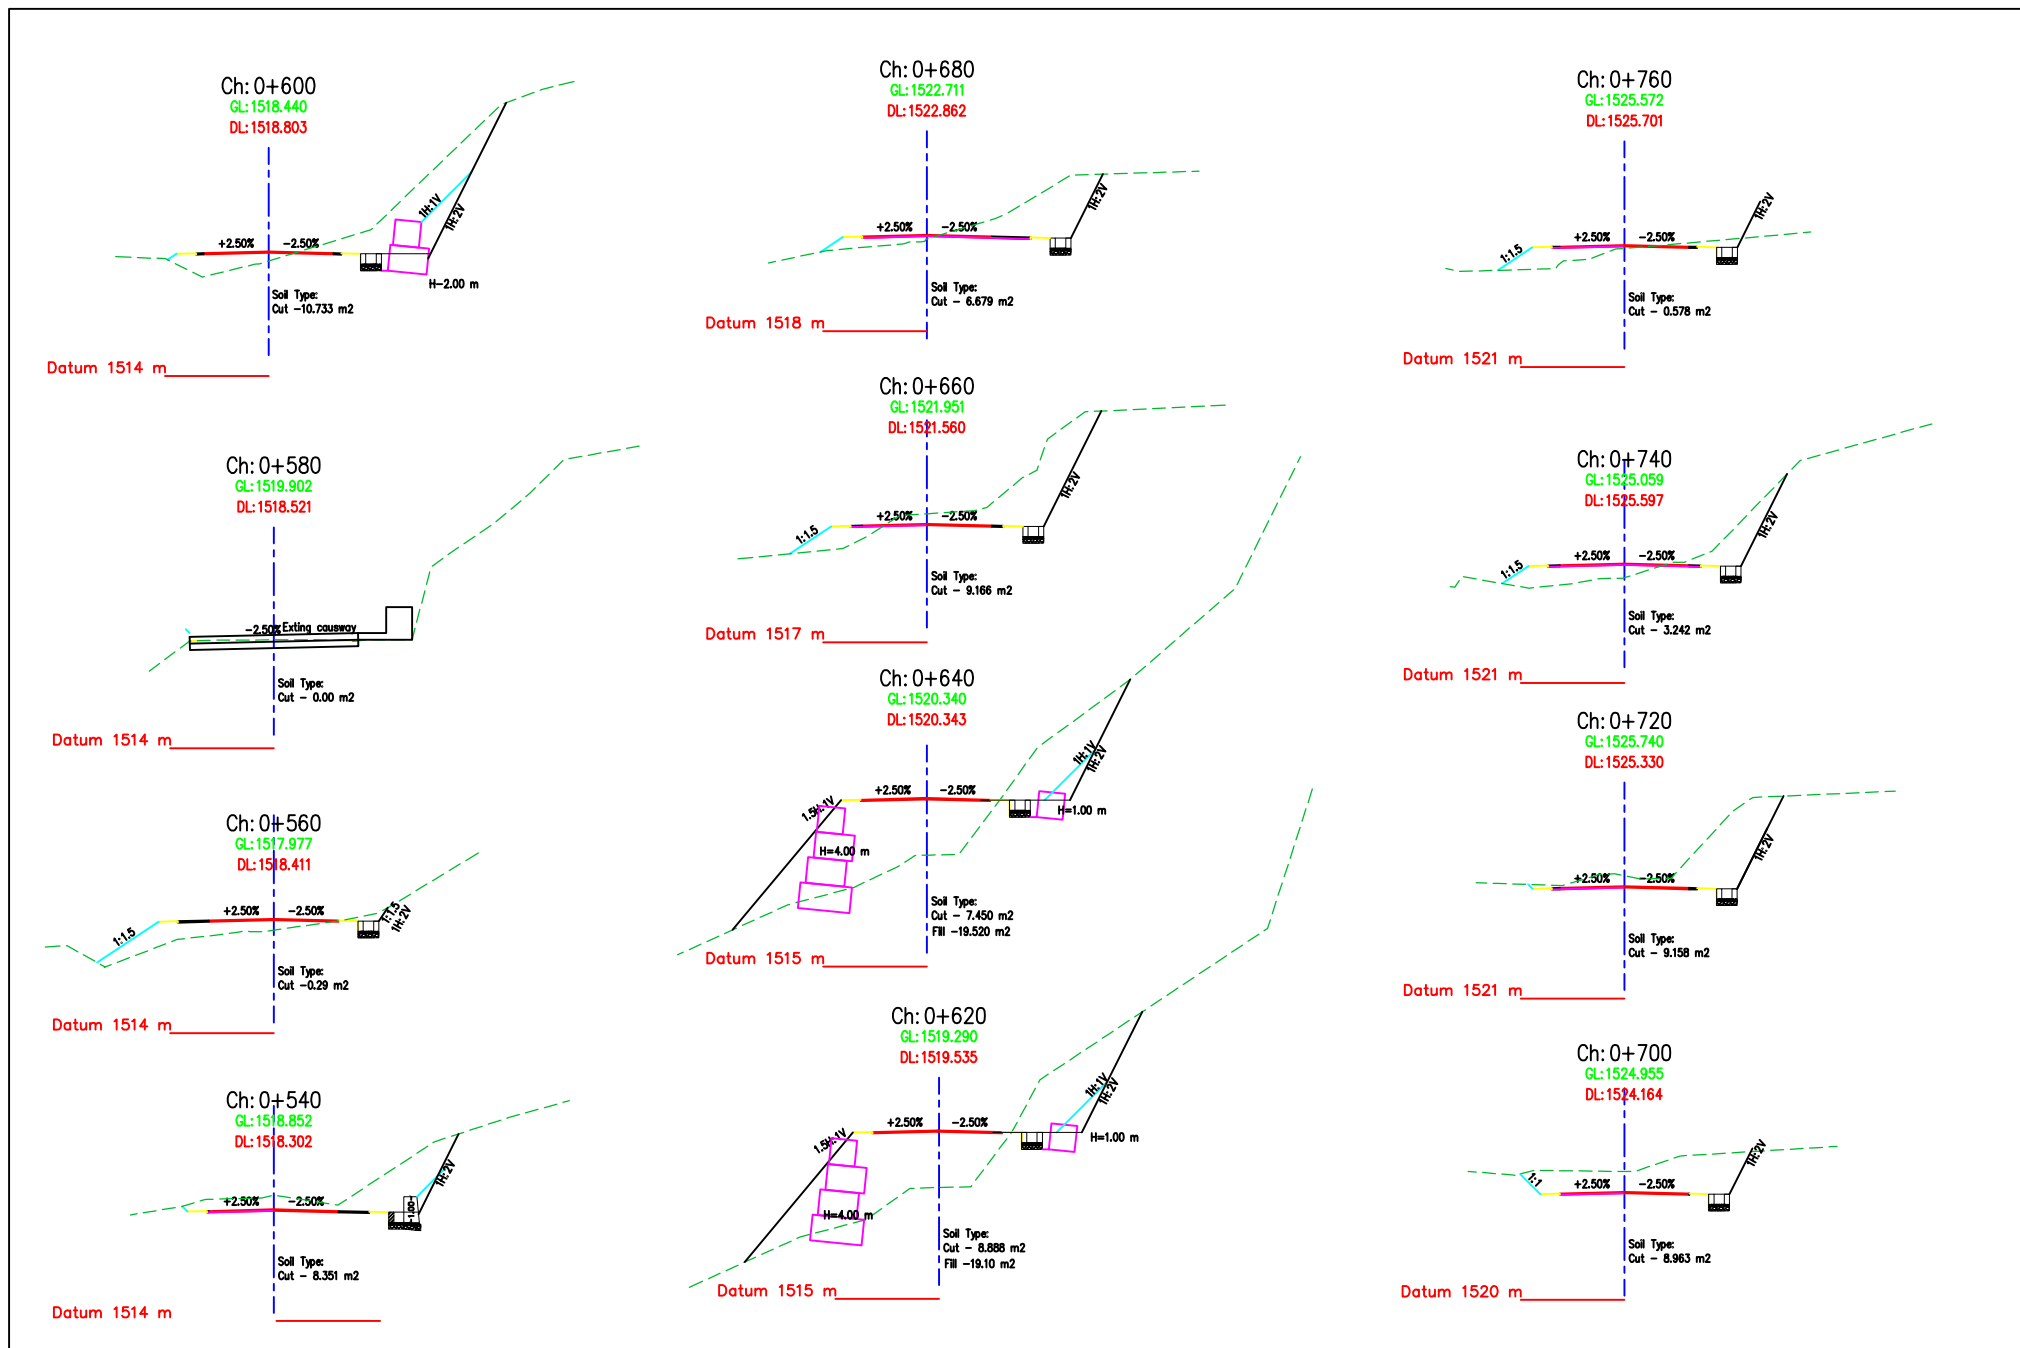 Ch: 0+600
GL:1518.440
DL:1518.803
+2.50%
-2.50%
1H:1V
1H:2V
H-2.00 m
Soil Type:
Cut -10.733 m2
Datum 1514 m
Ch: 0+580
GL:1519.902
DL:1518.521
-2.50%
Exting causway
Soil Type:
Cut - 0.00 m2
Datum 1514 m
Ch: 0+560
GL:1517.977
DL:1518.411
1:1.5
+2.50%
-2.50%
1:1.5
1H:2V
Soil Type:
Cut -0.29 m2
Datum 1514 m
Ch: 0+540
GL:1518.852
DL:1518.302
+2.50%
-2.50%
1H:2V
Soil Type:
Cut - 8.351 m2
Datum 1514 m
Ch: 0+680
GL:1522.711
DL:1522.862
+2.50%
-2.50%
1H:2V
Soil Type:
Cut - 6.679 m2
Datum 1518 m
Ch: 0+660
GL:1521.951
DL:1521.560
1:1.5
+2.50%
-2.50%
1H:2V
Soil Type:
Cut - 9.166 m2
Datum 1517 m
Ch: 0+640
GL:1520.340
DL:1520.343
1.5H:1V
+2.50%
-2.50%
1H:1V
1H:2V
H=1.00 m
H=4.00 m
Soil Type:
Cut - 7.450 m2
Fill -19.520 m2
Datum 1515 m
Ch: 0+620
GL:1519.290
DL:1519.535
1.5H:1V
+2.50%
-2.50%
1H:1V
1H:2V
H=1.00 m
H=4.00 m
Soil Type:
Cut - 8.888 m2
Fill -19.10 m2
Datum 1515 m
Ch: 0+760
GL:1525.572
DL:1525.701
1:1.5
+2.50%
-2.50%
1H:2V
Soil Type:
Cut - 0.578 m2
Datum 1521 m
Ch: 0+740
GL:1525.059
DL:1525.597
1:1.5
+2.50%
-2.50%
1H:2V
Soil Type:
Cut - 3.242 m2
Datum 1521 m
Ch: 0+720
GL:1525.740
DL:1525.330
+2.50%
-2.50%
1H:2V
Soil Type:
Cut - 9.158 m2
Datum 1521 m
Ch: 0+700
GL:1524.955
DL:1524.164
1:1
+2.50%
-2.50%
1H:2V
Soil Type:
Cut - 8.963 m2
Datum 1520 m